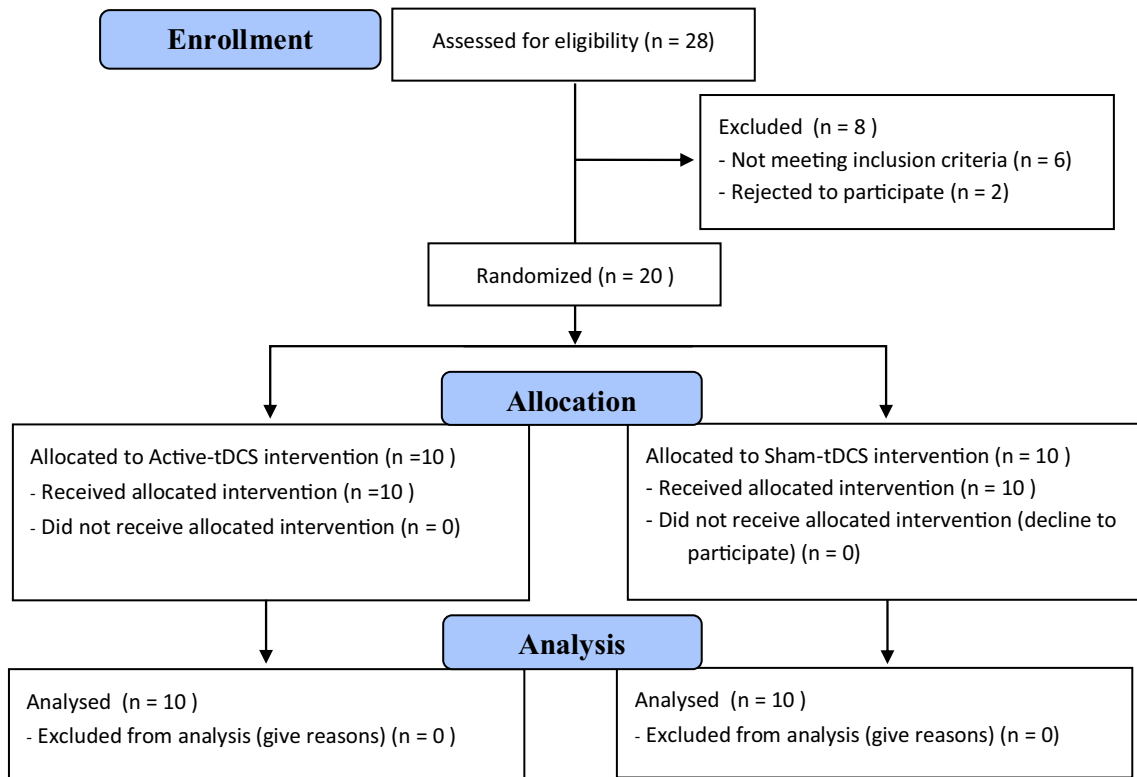 Enrollment
Assessed for eligibility (n = 28)
Excluded (n = 8 )
- Not meeting inclusion criteria (n = 6)
- Rejected to participate (n = 2)
Randomized (n = 20 )
Allocation
Allocated to Active-tDCS intervention (n =10 )
- Received allocated intervention (n =10 )
- Did not receive allocated intervention (n = 0)
Allocated to Sham-tDCS intervention (n = 10 )
- Received allocated intervention (n = 10 )
- Did not receive allocated intervention (decline to
participate) (n = 0)
Analysis
Analysed (n = 10 )
- Excluded from analysis (give reasons) (n = 0 )
Analysed (n = 10 )
- Excluded from analysis (give reasons) (n = 0)